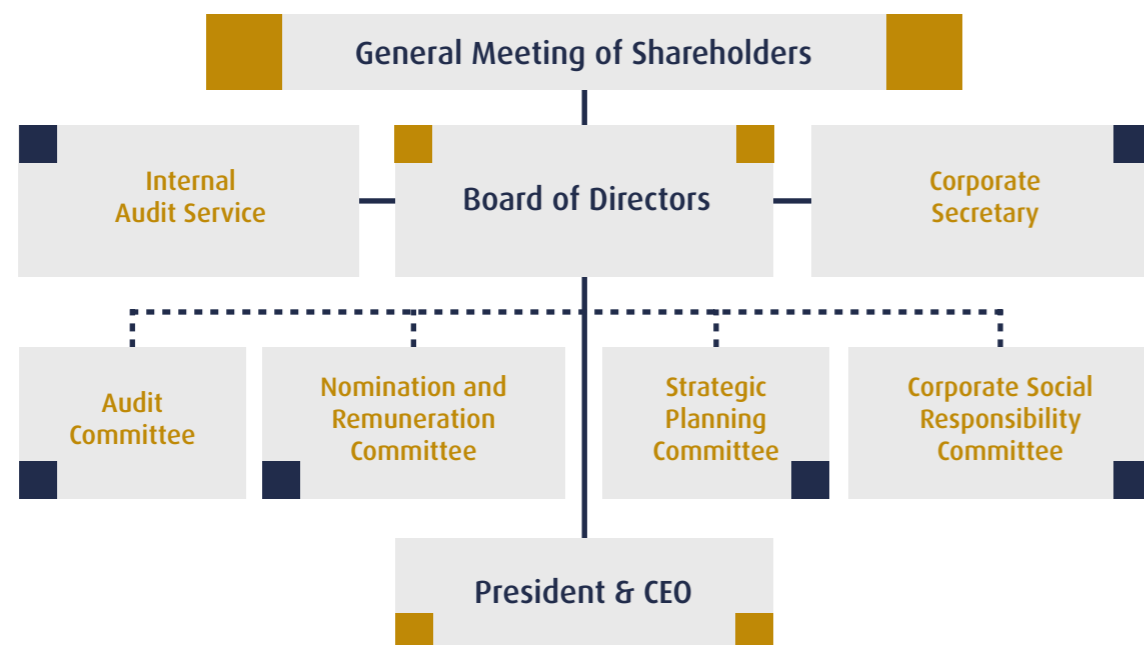 General Meeting of Shareholders
Internal
Audit Service
Board of Directors
Corporate
Secretary
Audit
Committee
Nomination and
Remuneration
Committee
Strategic
Planning
Committee
Corporate Social
Responsibility
Committee
President & CEO